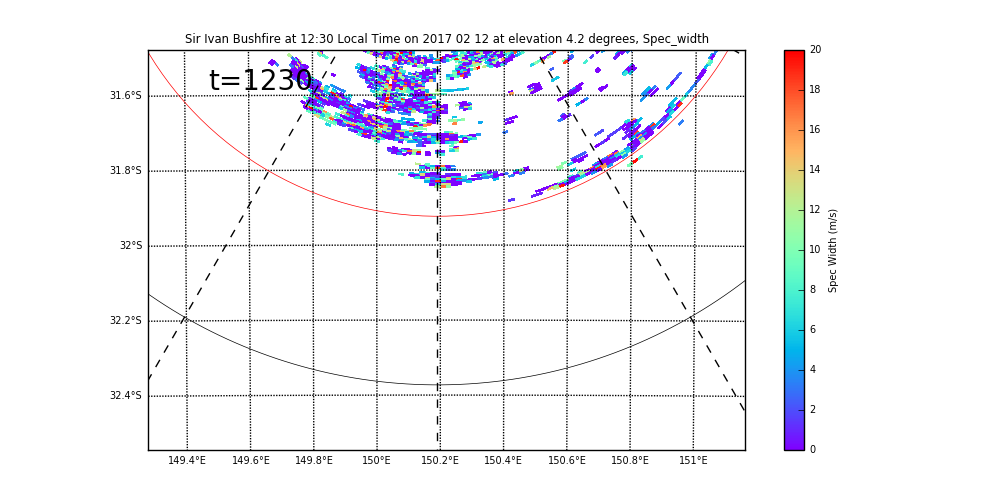 Sir Ivan Bushfire at 12:30 Local Time on 2017 02 12 at elevation 4.2 degrees, Spec_width
t=1230
31.6°S
31.8°S
32°S
32.2°S
32.4°S
149.4°E 149.6°E 149.8°E 150°E 150.2°E 150.4°E 150.6°E 150.8°E 151°E
20
18
16
14
12
10
8
6
4
2
0
Spec Width (m/s)